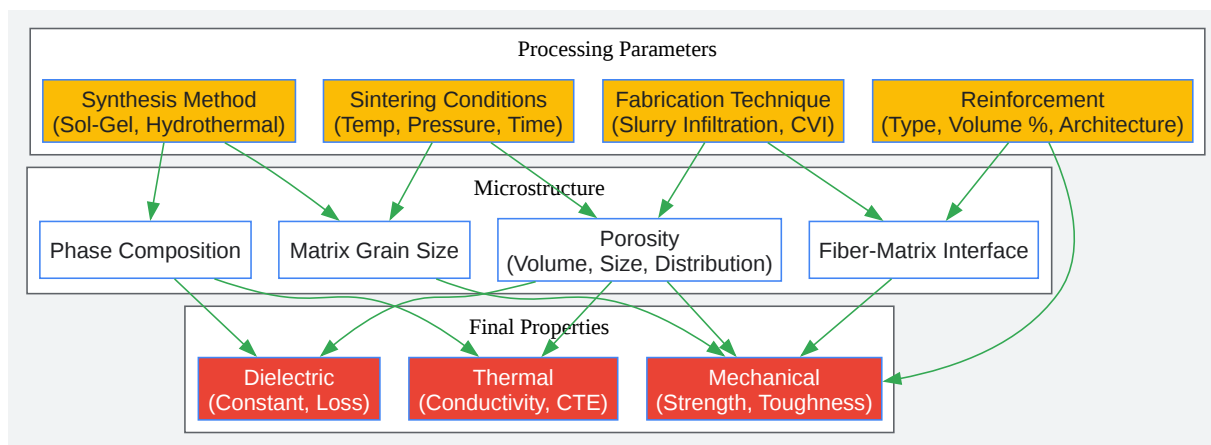 Processing Parameters
Synthesis Method
(Sol-Gel, Hydrothermal)
Sintering Conditions
(Temp, Pressure, Time)
Fabrication Technique
(Slurry Infiltration, CVI)
Reinforcement
(Type, Volume %, Architecture)
Microstructure
Phase Composition
Matrix Grain Size
Porosity
(Volume, Size, Distribution)
Fiber-Matrix Interface
Final Properties
Dielectric
(Constant, Loss)
Thermal
(Conductivity, CTE)
Mechanical
(Strength, Toughness)